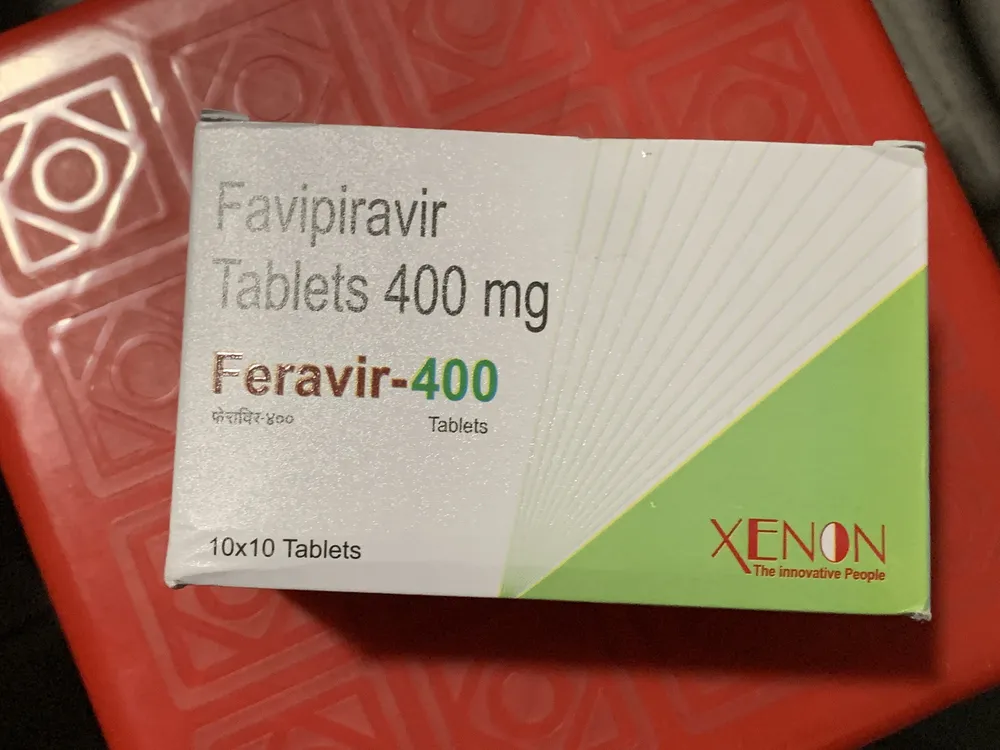 Favipiravir
Tablets 400 mg
Feravir-400
फेराविर-४००
Tablets
10x10 Tablets
XENON
The innovative People